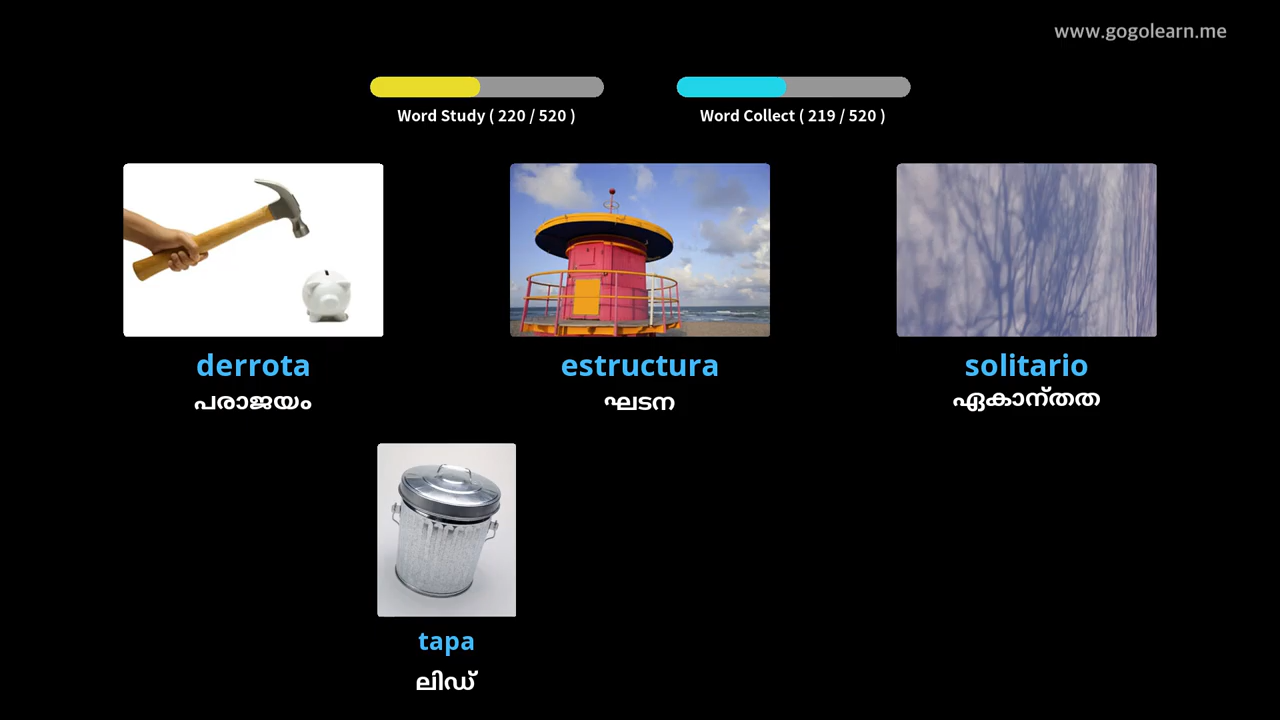 www.gogolearn.me
Word Study ( 220 / 520 )
Word Collect ( 219 / 520 )
derrota
estructura
solitario
പരാജയം
ഘടന
ഏകാന്തത
tapa
ലിഡ്